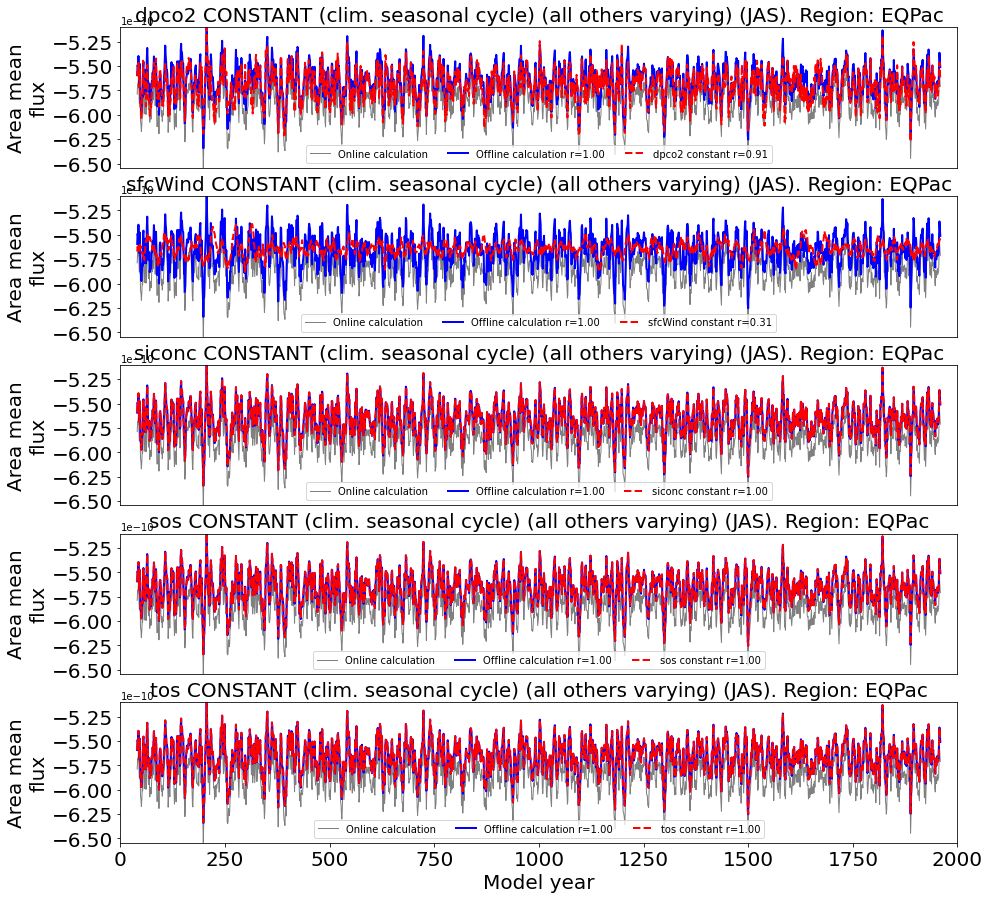 1e−10
dpco2 CONSTANT (clim. seasonal cycle) (all others varying) (JAS). Region: EQPac
Area mean
flux
−5.25
−5.50
−5.75
−6.00
−6.25
−6.50
Online calculation
Offline calculation r=1.00
dpco2 constant r=0.91
1e−10
sfcWind CONSTANT (clim. seasonal cycle) (all others varying) (JAS). Region: EQPac
Area mean
flux
−5.25
−5.50
−5.75
−6.00
−6.25
−6.50
Online calculation
Offline calculation r=1.00
sfcWind constant r=0.31
1e−10
siconc CONSTANT (clim. seasonal cycle) (all others varying) (JAS). Region: EQPac
Area mean
flux
−5.25
−5.50
−5.75
−6.00
−6.25
−6.50
Online calculation
Offline calculation r=1.00
siconc constant r=1.00
1e−10
sos CONSTANT (clim. seasonal cycle) (all others varying) (JAS). Region: EQPac
Area mean
flux
−5.25
−5.50
−5.75
−6.00
−6.25
−6.50
Online calculation
Offline calculation r=1.00
sos constant r=1.00
1e−10
tos CONSTANT (clim. seasonal cycle) (all others varying) (JAS). Region: EQPac
Area mean
flux
−5.25
−5.50
−5.75
−6.00
−6.25
−6.50
Online calculation
Offline calculation r=1.00
tos constant r=1.00
0 250 500 750 1000 1250 1500 1750 2000
Model year